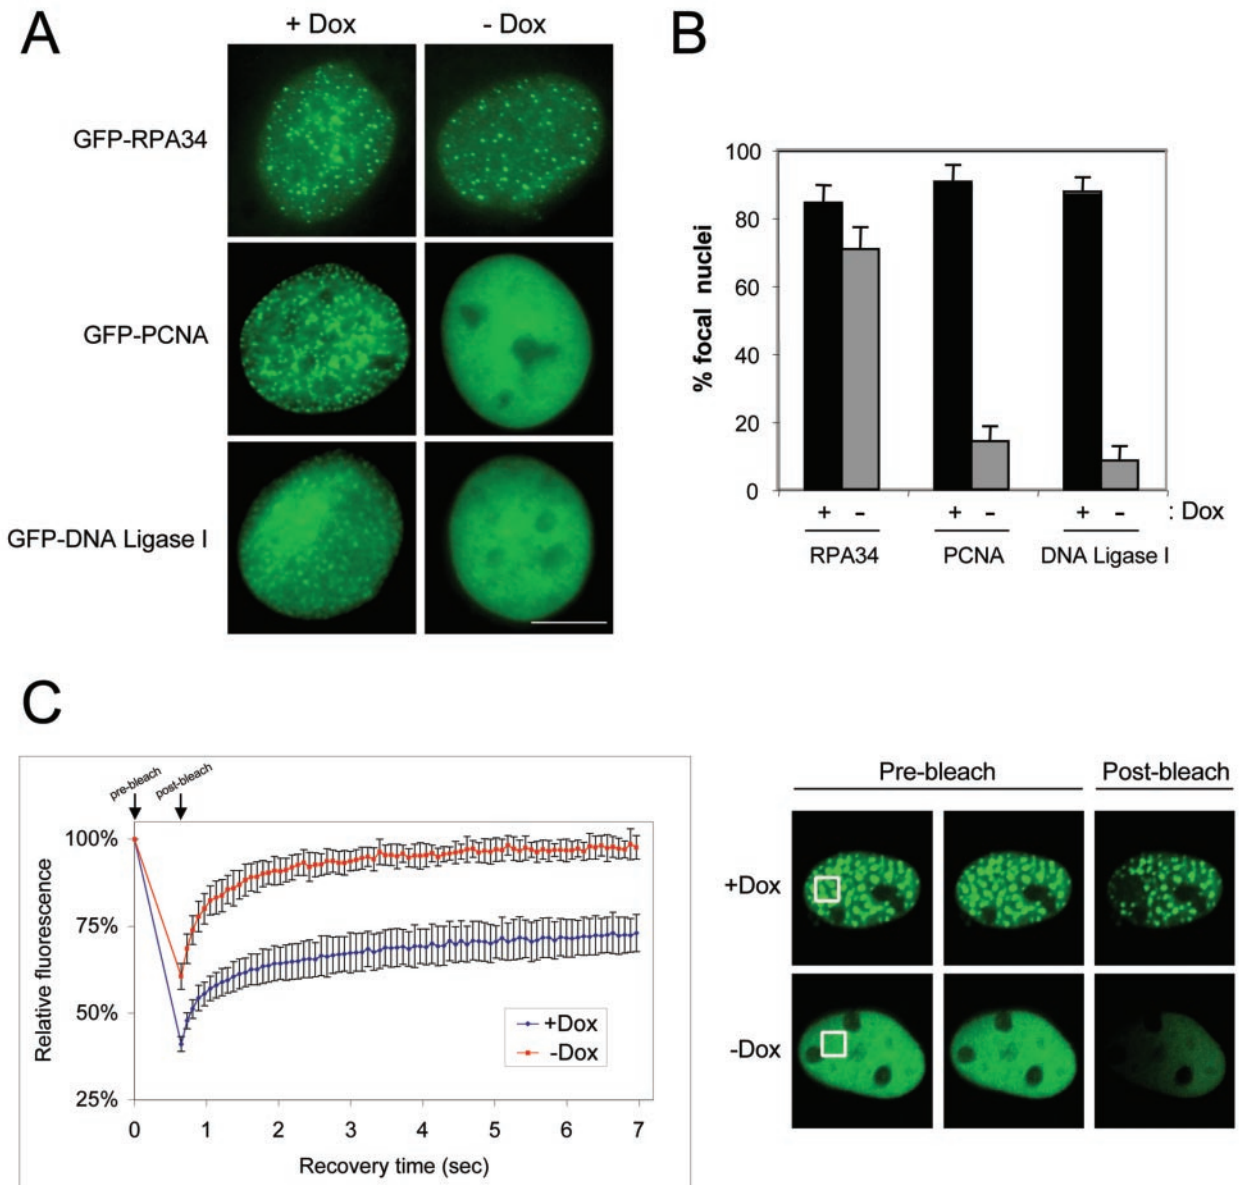 A
+ Dox - Dox
GFP-RPA34
GFP-PCNA
GFP-DNA Ligase I
B
% focal nuclei
100
80
60
40
20
0
+ - + - + - : Dox
RPA34 PCNA DNA Ligase I
C
pre-bleach post-bleach
Relative fluorescence
100%
75%
50%
25%
0 1 2 3 4 5 6 7
Recovery time (sec)
+Dox
-Dox
Pre-bleach Post-bleach
+Dox
-Dox